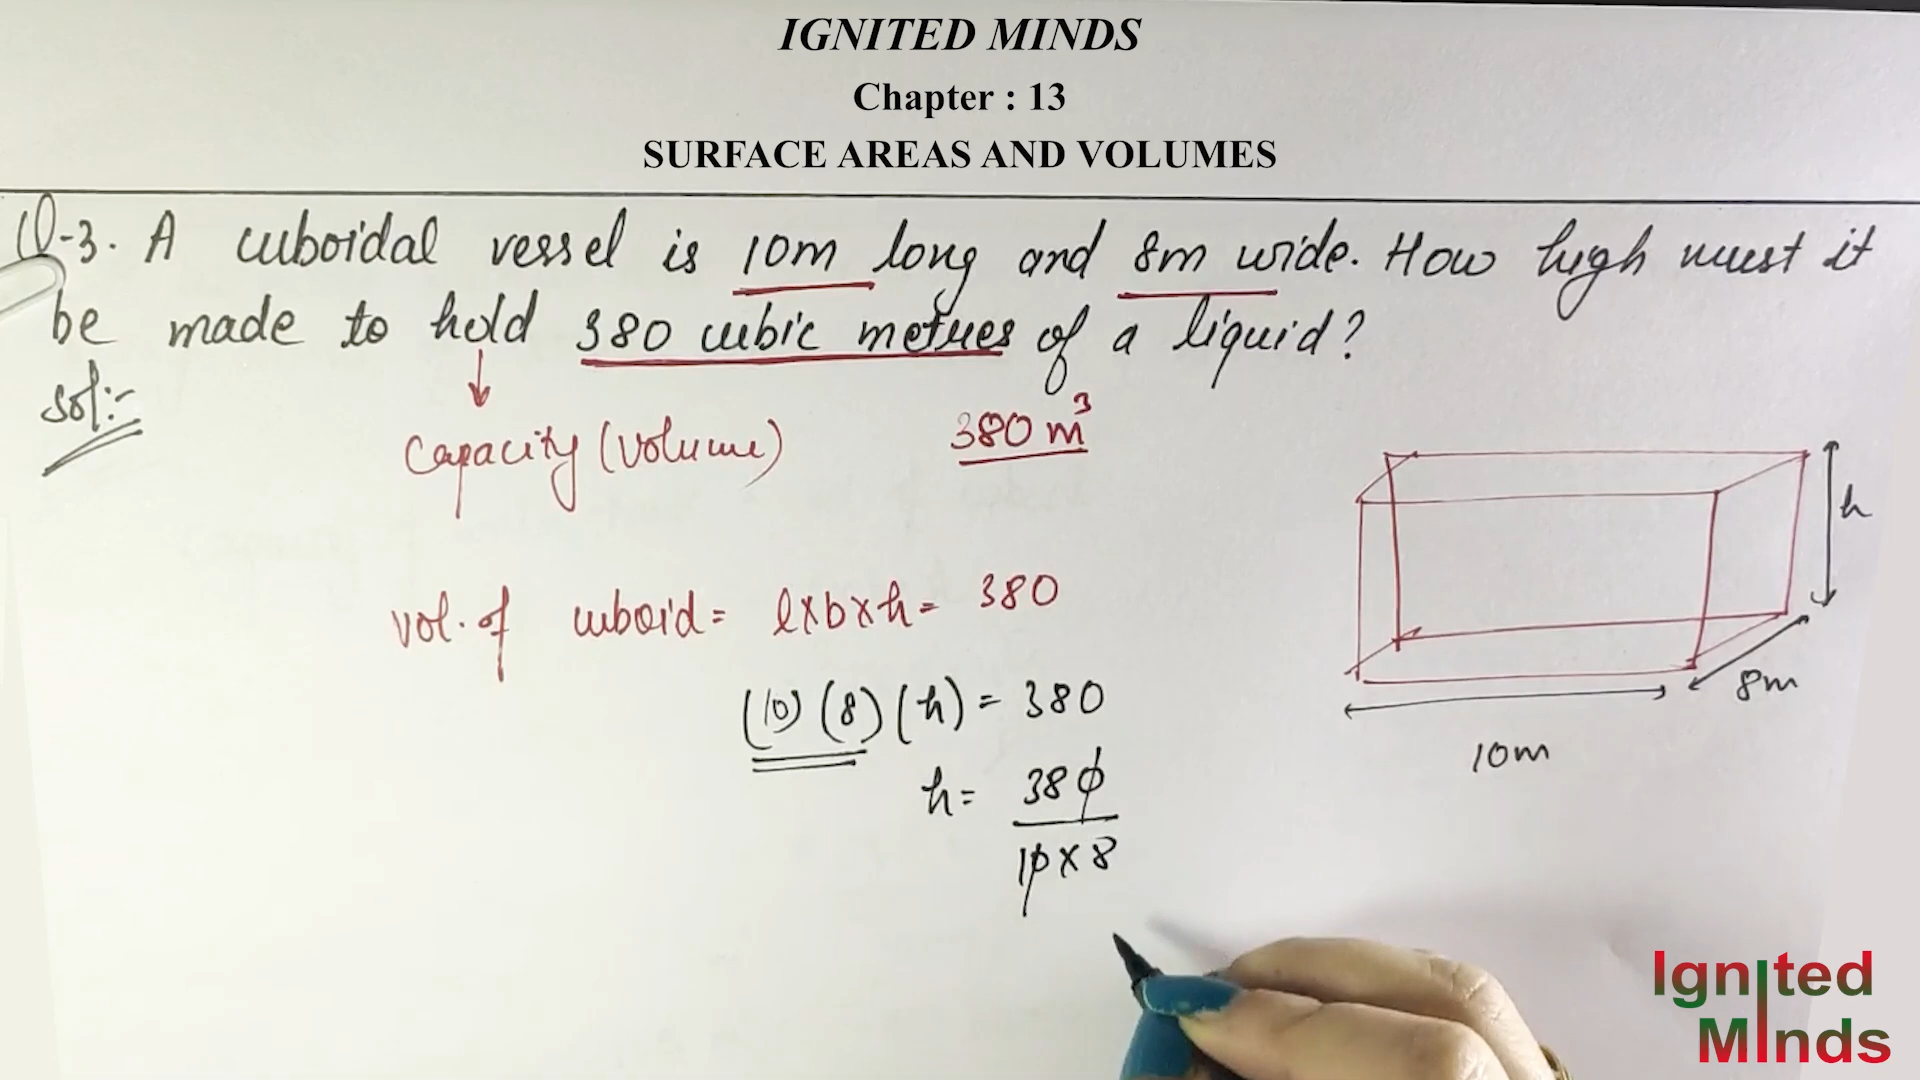 IGNITED MINDS
Chapter : 13
SURFACE AREAS AND VOLUMES
Q-3. A cuboidal vessel is 10m long and 8m wide. How high must it
be made to hold 380 cubic metres of a liquid?
Sol:-
Capacity (Volume) 380 m³
Vol. of cuboid = l×b×h = 380
(10) (8) (h) = 380
h = 380
10 × 8
h
8m
10m
Ignited
Minds